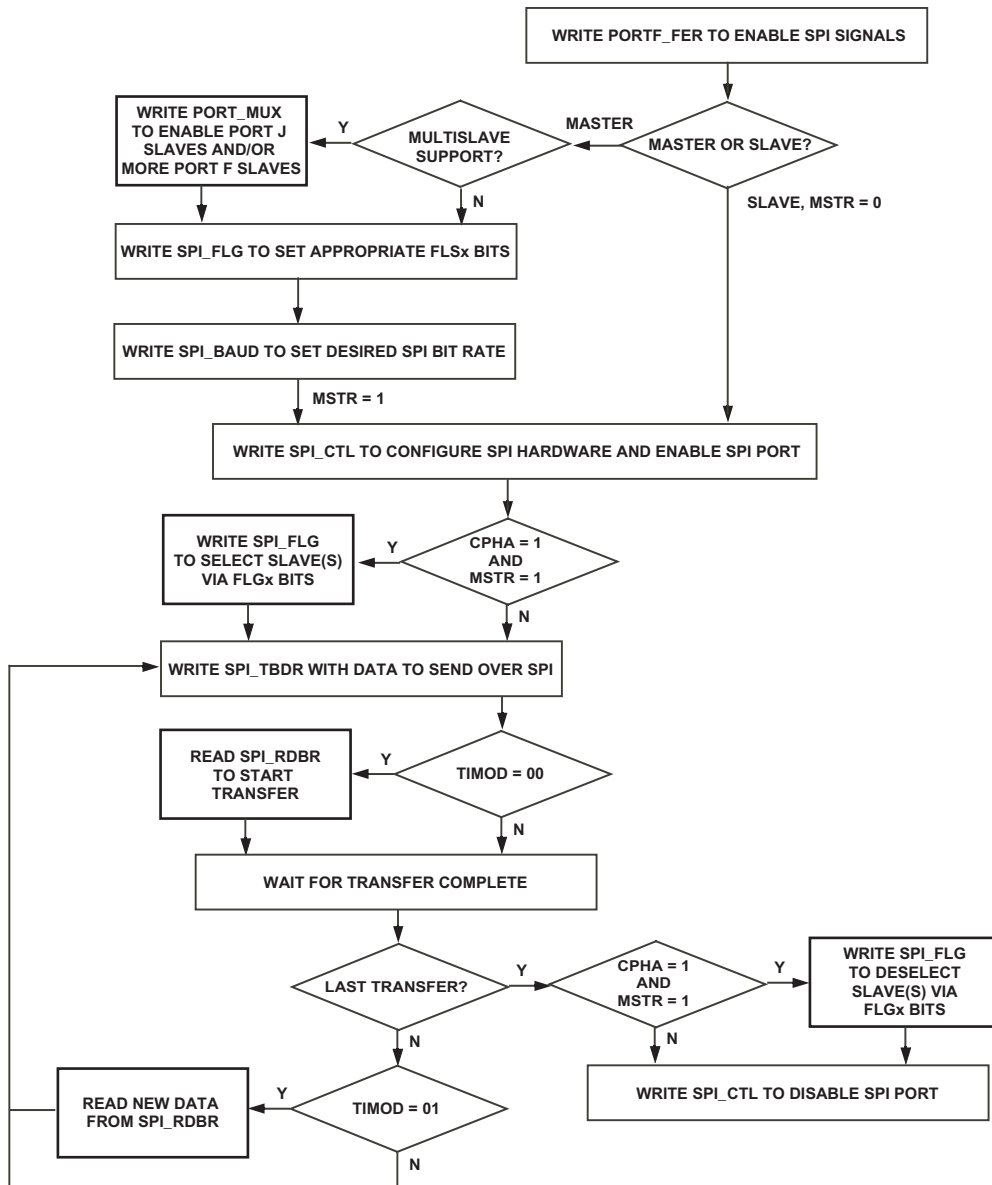 WRITE PORTF_FER TO ENABLE SPI SIGNALS
WRITE PORT_MUX
TO ENABLE PORT J
SLAVES AND/OR
MORE PORT F SLAVES
Y
MULTISLAVE
SUPPORT?
MASTER
MASTER OR SLAVE?
N
SLAVE, MSTR = 0
WRITE SPI_FLG TO SET APPROPRIATE FLSx BITS
WRITE SPI_BAUD TO SET DESIRED SPI BIT RATE
MSTR = 1
WRITE SPI_CTL TO CONFIGURE SPI HARDWARE AND ENABLE SPI PORT
WRITE SPI_FLG
TO SELECT SLAVE(S)
VIA FLGx BITS
Y
CPHA = 1
AND
MSTR = 1
N
WRITE SPI_TBDR WITH DATA TO SEND OVER SPI
READ SPI_RDBR
TO START
TRANSFER
Y
TIMOD = 00
N
WAIT FOR TRANSFER COMPLETE
LAST TRANSFER?
Y
CPHA = 1
AND
MSTR = 1
Y
WRITE SPI_FLG
TO DESELECT
SLAVE(S) VIA
FLGx BITS
N
N
WRITE SPI_CTL TO DISABLE SPI PORT
READ NEW DATA
FROM SPI_RDBR
Y
TIMOD = 01
N